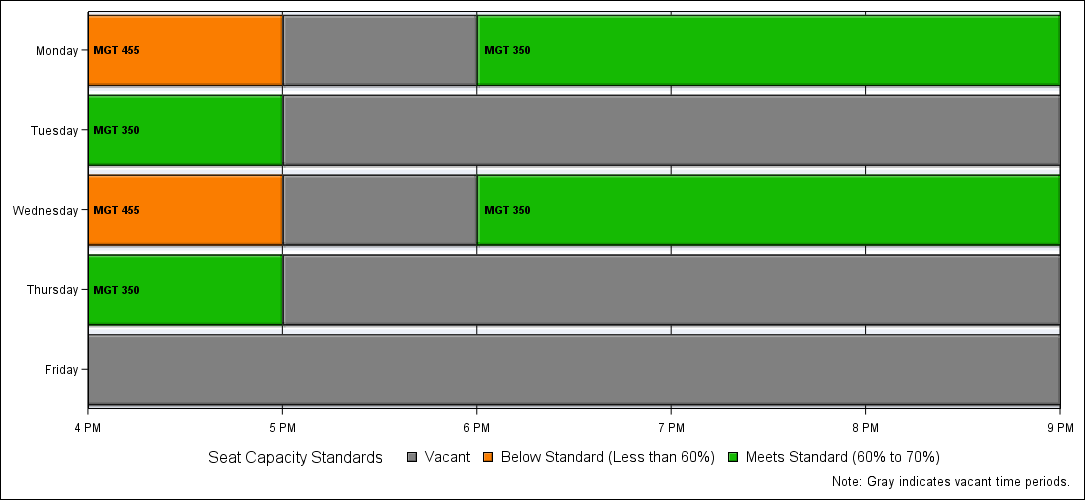 Monday
MGT 455
MGT 350
Tuesday
MGT 350
Wednesday
MGT 455
MGT 350
Thursday
MGT 350
Friday
4 PM 5 PM 6 PM 7 PM 8 PM 9 PM
Seat Capacity Standards Vacant Below Standard (Less than 60%) Meets Standard (60% to 70%)
Note: Gray indicates vacant time periods.